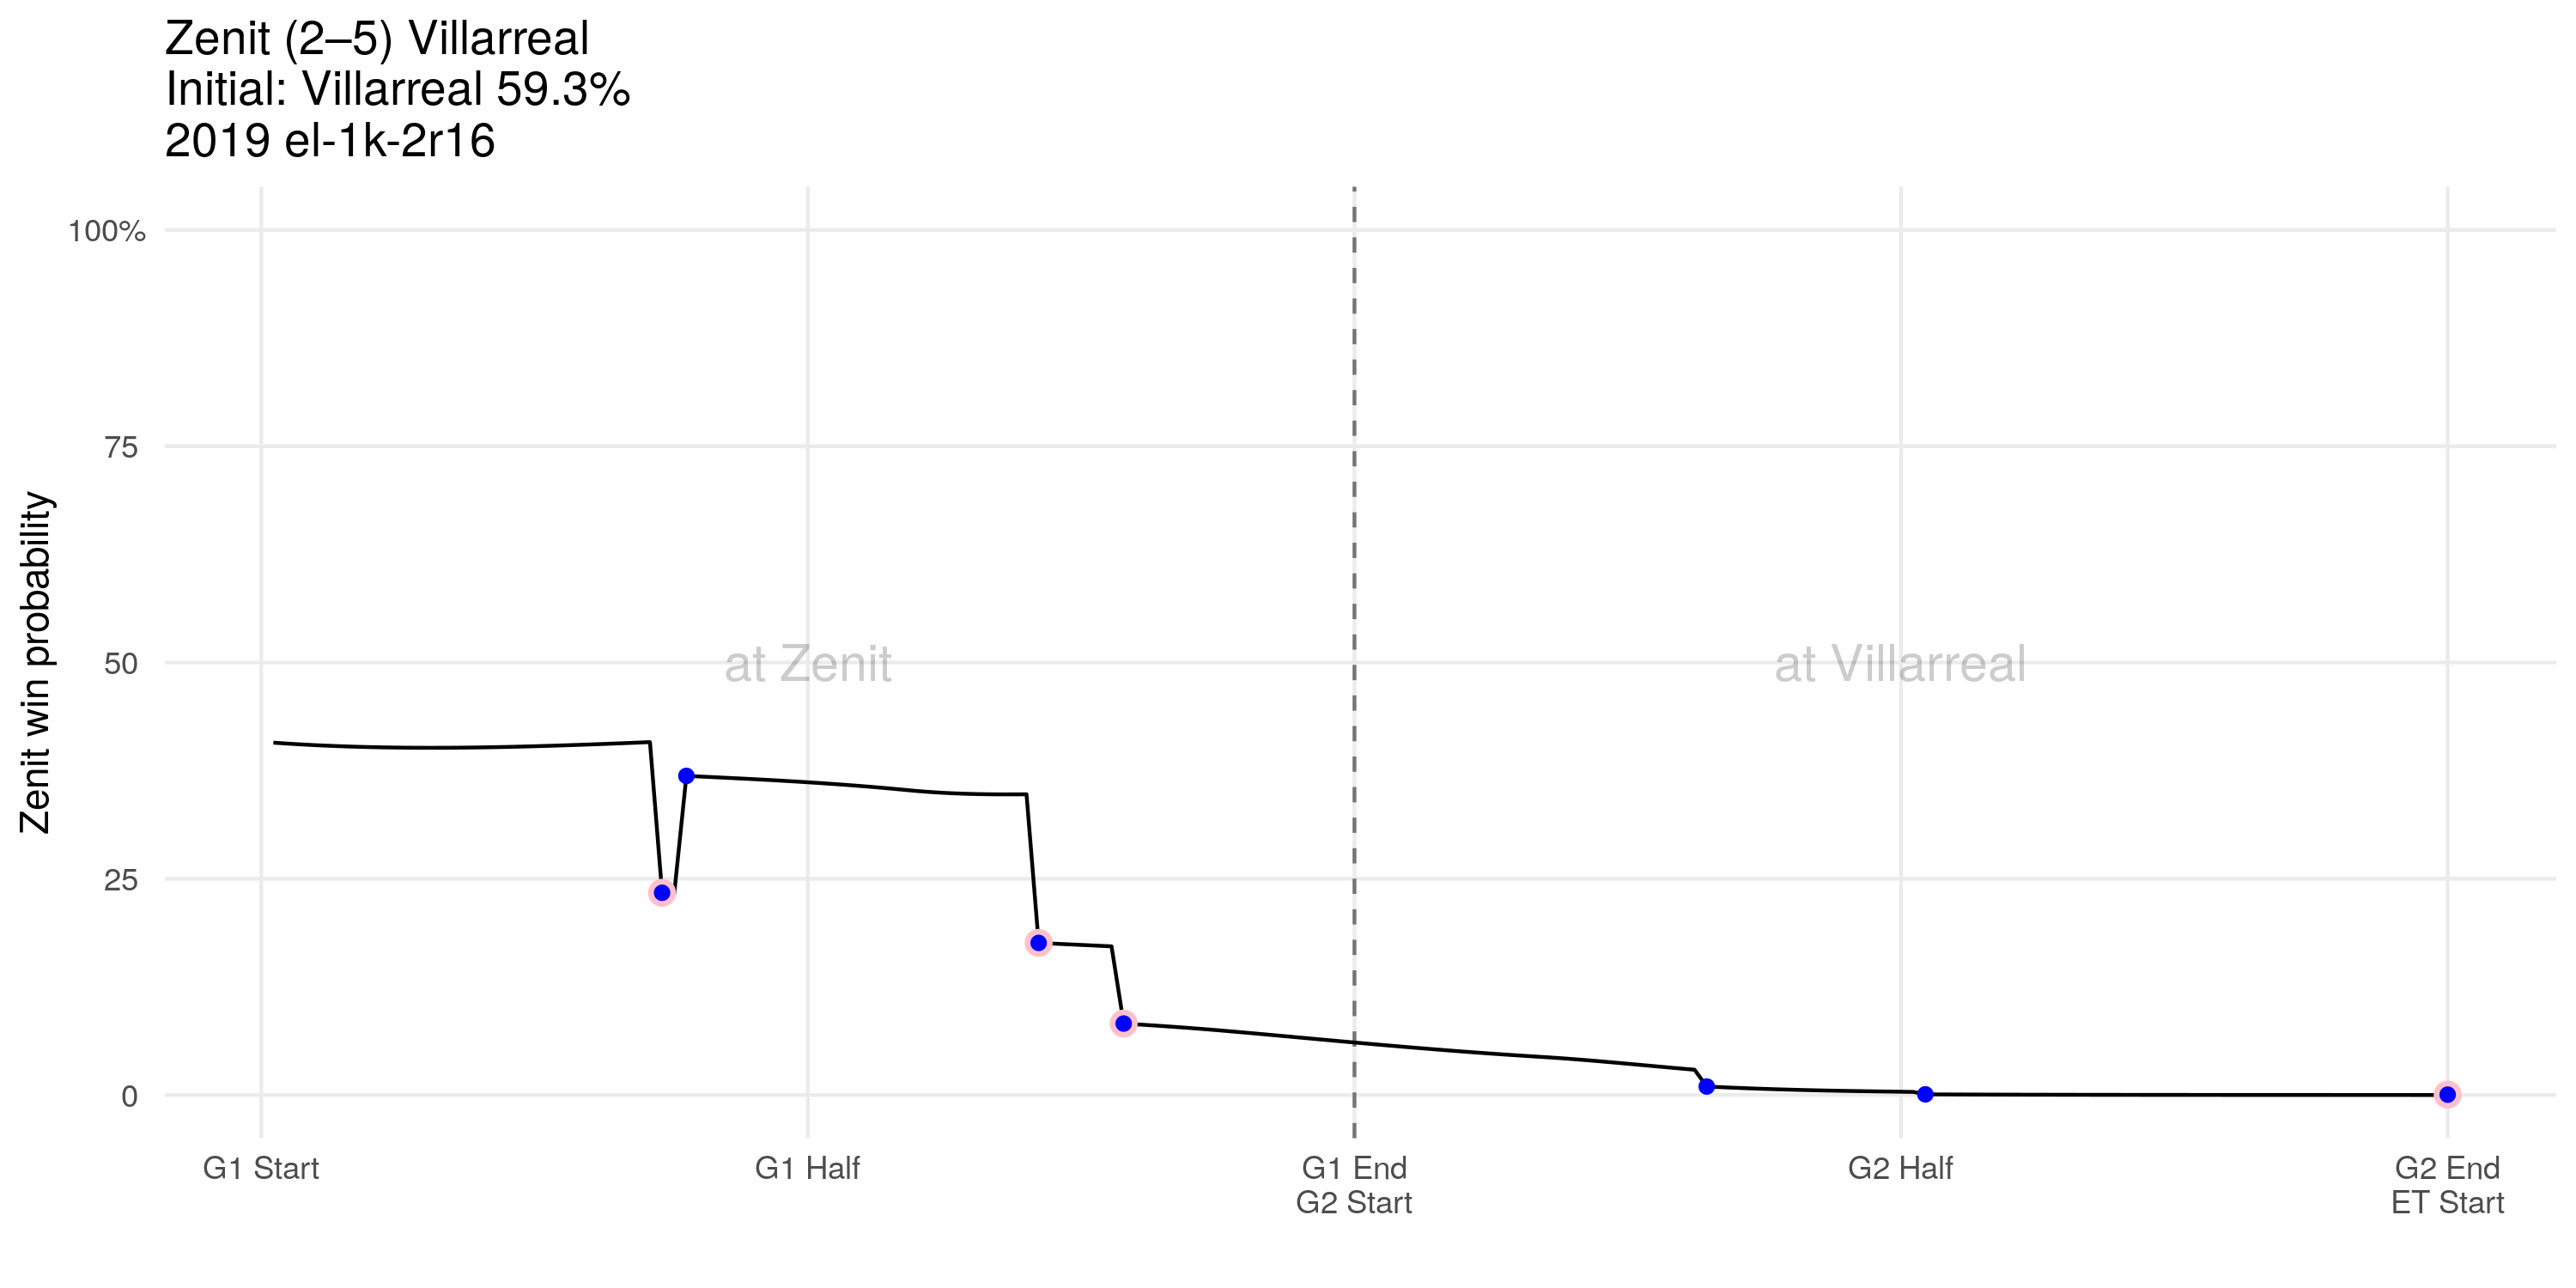 Zenit (2–5) Villarreal
Initial: Villarreal 59.3%
2019 el-1k-2r16
Zenit win probability
100%
75
50
25
0
at Zenit
at Villarreal
G1 Start
G1 Half
G1 End
G2 Start
G2 Half
G2 End
ET Start